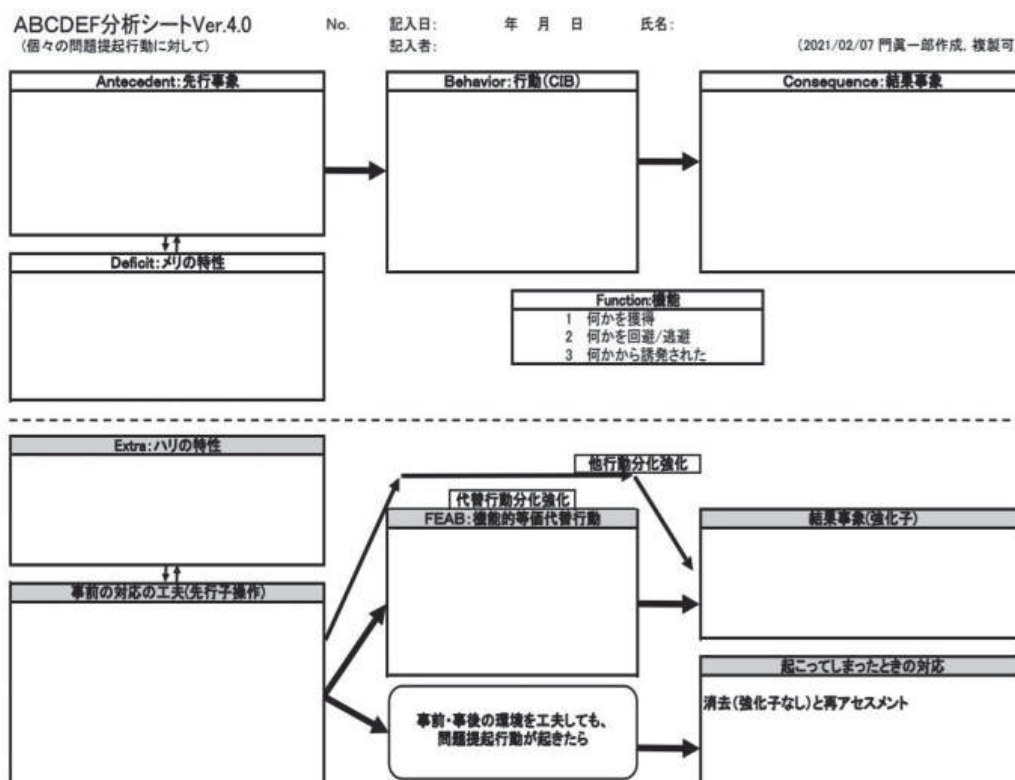 ABCDEF分析シートVer.4.0
No.
記入日: 年 月 日
氏名:
(個々の問題提起行動に対して)
記入者:
(2021/02/07 門眞一郎作成, 複製可
Antecedent:先行事象
Behavior:行動(CIB)
Consequence:結果事象
Deficit:メリの特性
Function:機能
1 何かを獲得
2 何かを回避/逃避
3 何かから誘発された
Extra:ハリの特性
他行動分化強化
代替行動分化強化
FEAB:機能的等価代替行動
結果事象(強化子)
事前の対応の工夫(先行子操作)
起こってしまったときの対応
消去(強化子なし)と再アセスメント
事前・事後の環境を工夫しても、
問題提起行動が起きたら